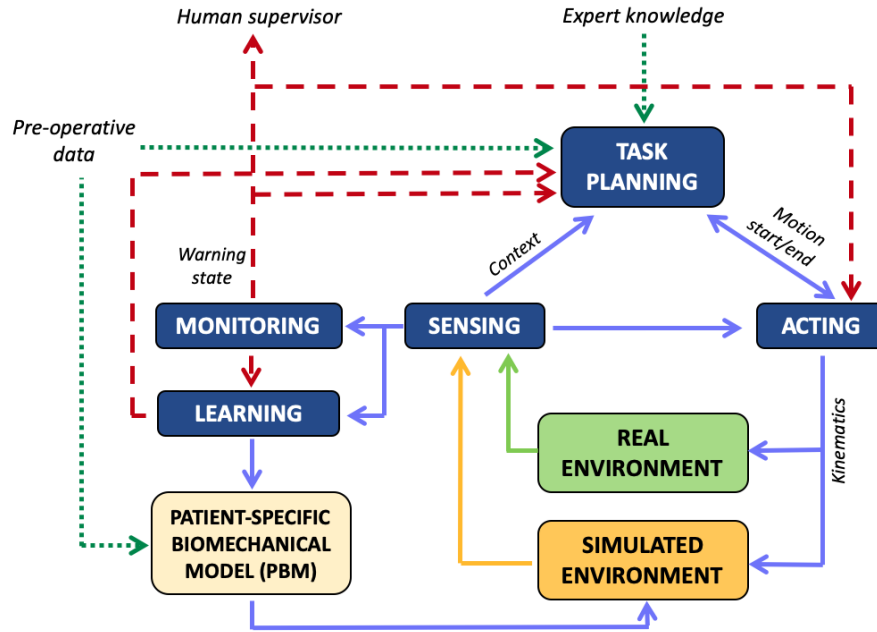 Human supervisor
Expert knowledge
Pre-operative
data
TASK
PLANNING
Warning
state
Context
Motion
start/end
MONITORING
SENSING
ACTING
LEARNING
REAL
ENVIRONMENT
Kinematics
PATIENT-SPECIFIC
BIOMECHANICAL
MODEL (PBM)
SIMULATED
ENVIRONMENT